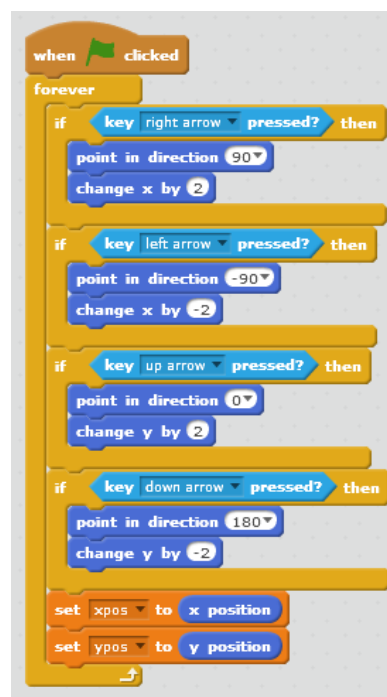 when clicked
forever
if key right arrow pressed? then
point in direction 90
change x by 2
if key left arrow pressed? then
point in direction -90
change x by -2
if key up arrow pressed? then
point in direction 0
change y by 2
if key down arrow pressed? then
point in direction 180
change y by -2
set xpos to x position
set ypos to y position